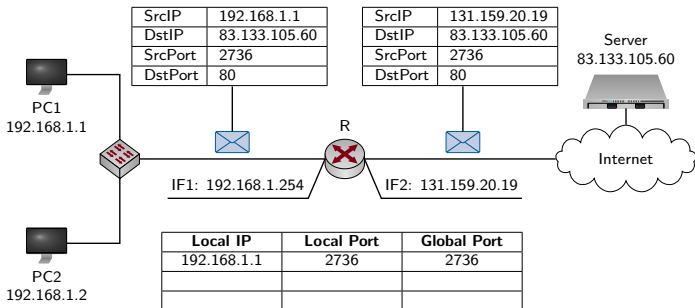 SrcIP 192.168.1.1
DstIP 83.133.105.60
SrcPort 2736
DstPort 80
SrcIP 131.159.20.19
DstIP 83.133.105.60
SrcPort 2736
DstPort 80
Server
83.133.105.60
PC1
192.168.1.1
R
Internet
IF1: 192.168.1.254
IF2: 131.159.20.19
PC2
192.168.1.2
Local IP Local Port Global Port
192.168.1.1 2736 2736